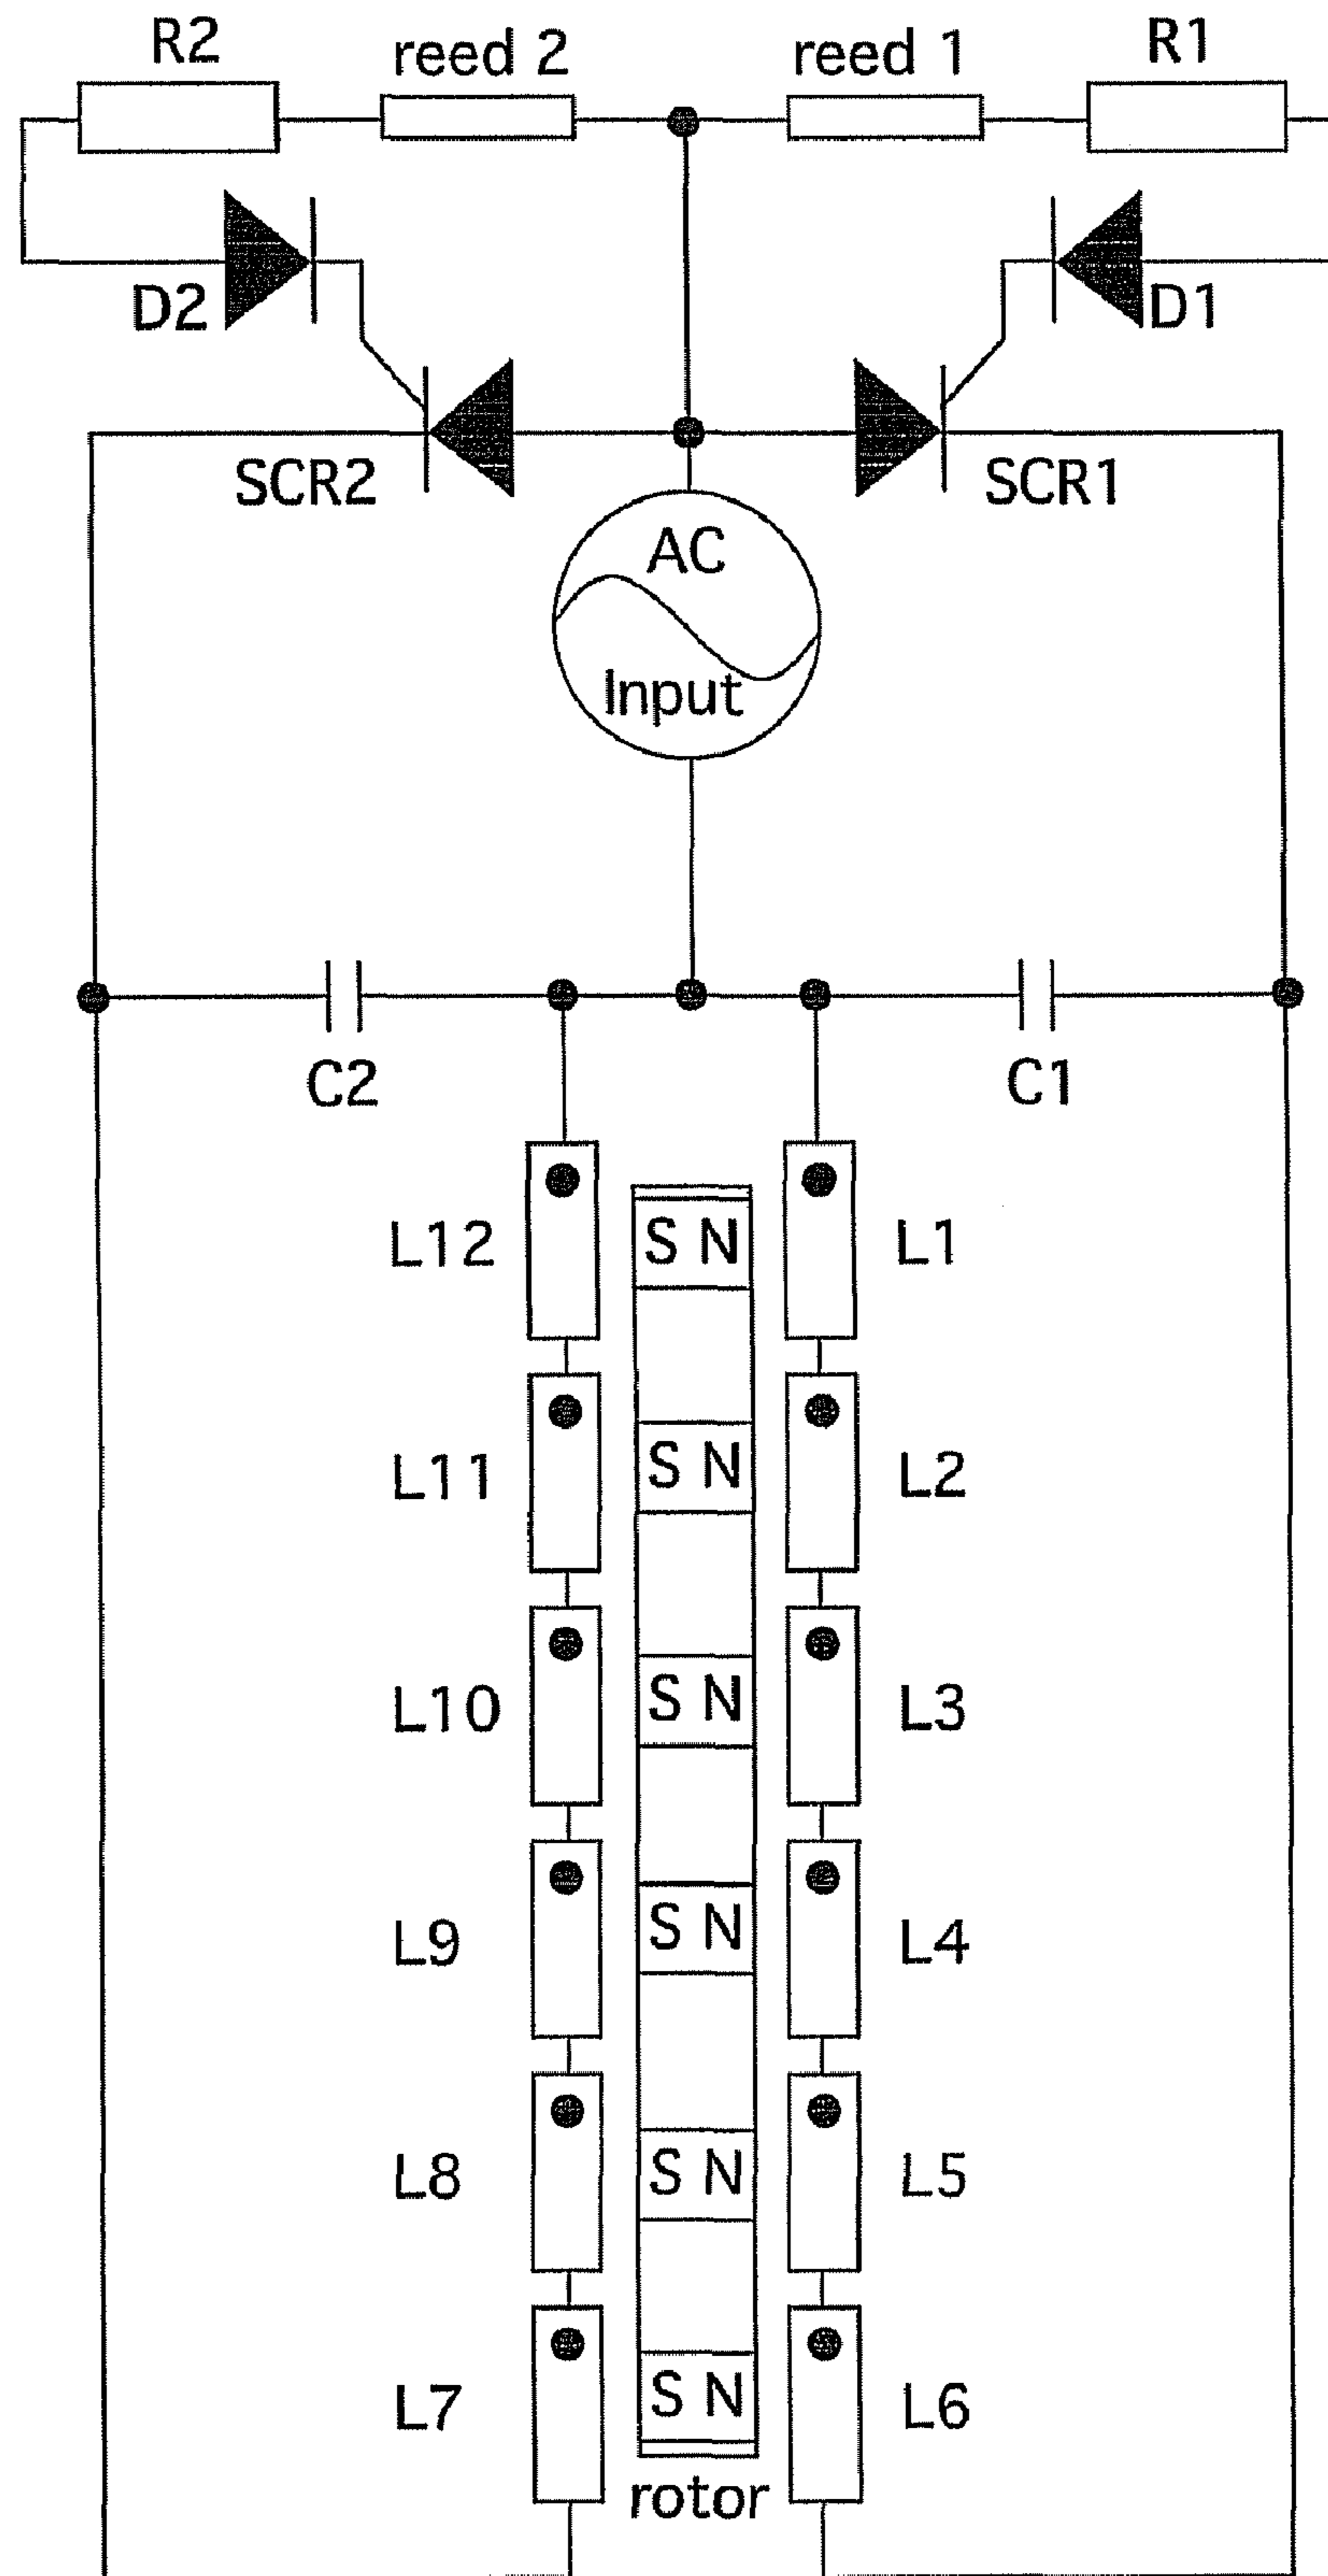 R2 reed 2 reed 1 R1
D2 D1
SCR2 SCR1
AC
Input
C2 C1
L12 S N L1
L11 S N L2
L10 S N L3
L9 S N L4
L8 S N L5
L7 S N L6
rotor